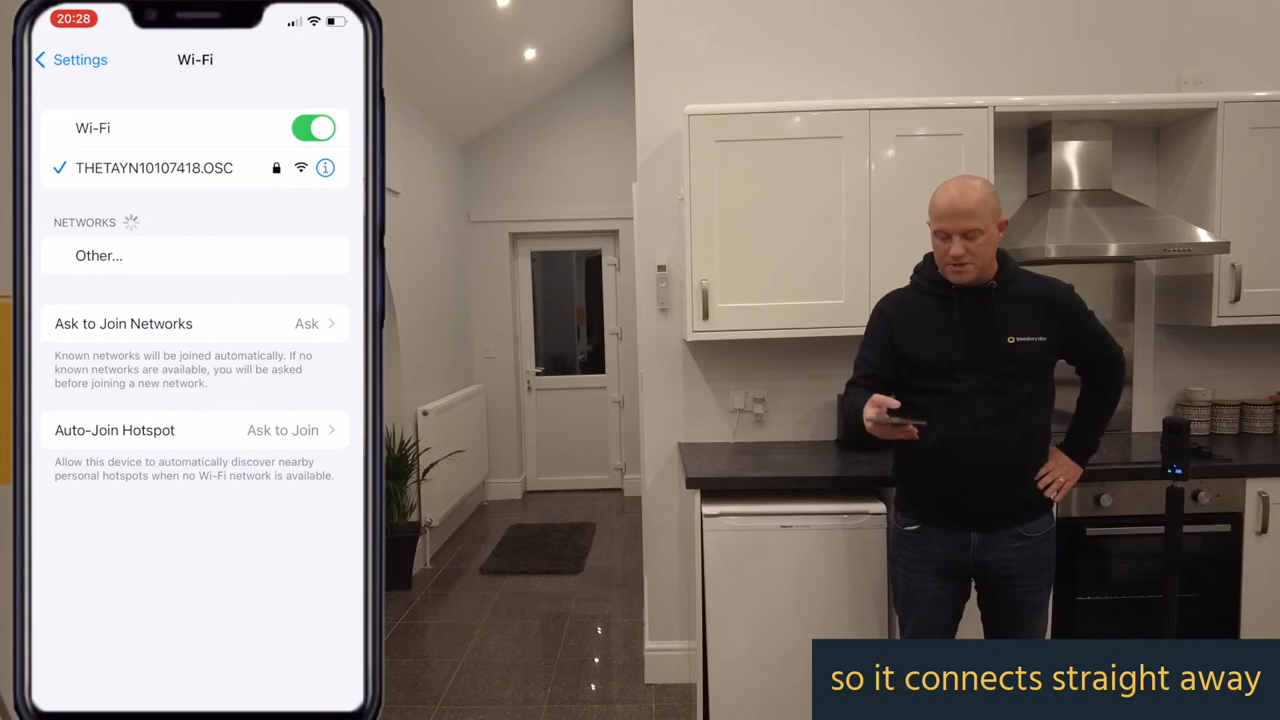 20:28
Settings
Wi-Fi
Wi-Fi
THETAYN10107418.OSC
NETWORKS
Other...
Ask to Join Networks Ask
Known networks will be joined automatically. If no
known networks are available, you will be asked
before joining a new network.
Auto-Join Hotspot Ask to Join
Allow this device to automatically discover nearby
personal hotspots when no Wi-Fi network is available.
so it connects straight away